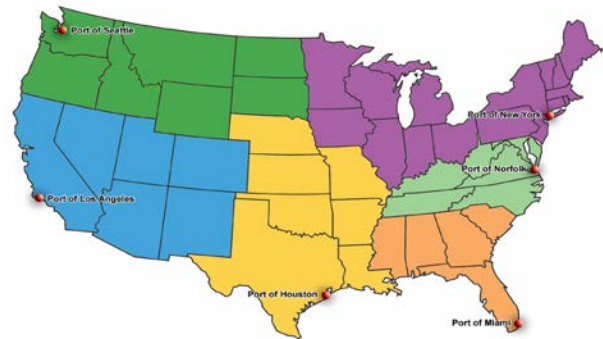 Port of Seattle
Port of New York
Port of Norfolk
Port of Los Angeles
Port of Houston
Port of Miami